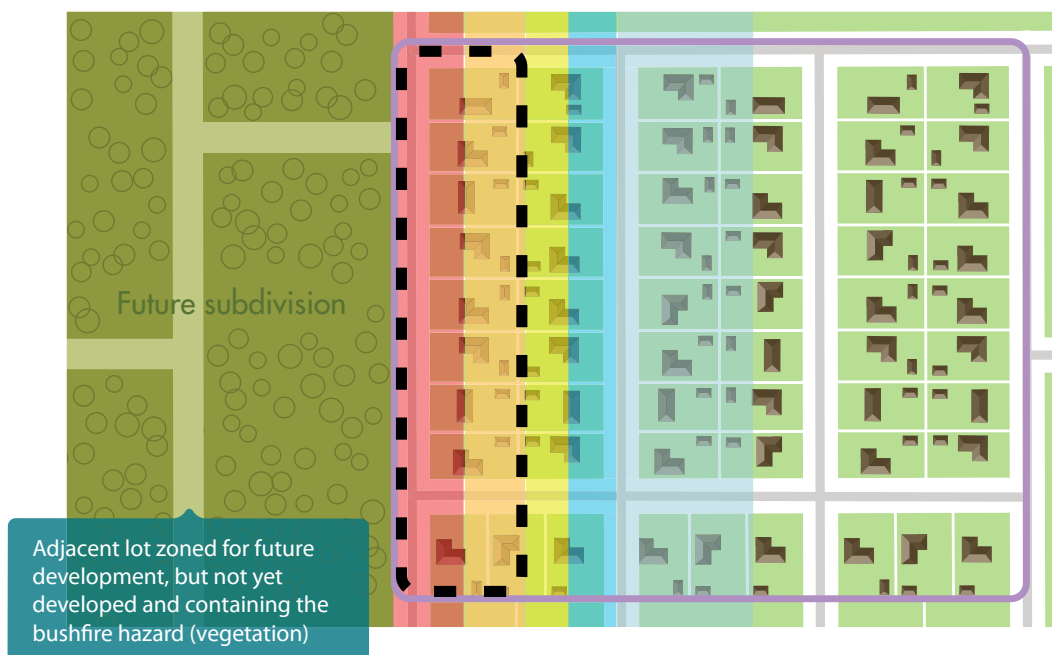 Future subdivision
Adjacent lot zoned for future
development, but not yet
developed and containing the
bushfire hazard (vegetation)